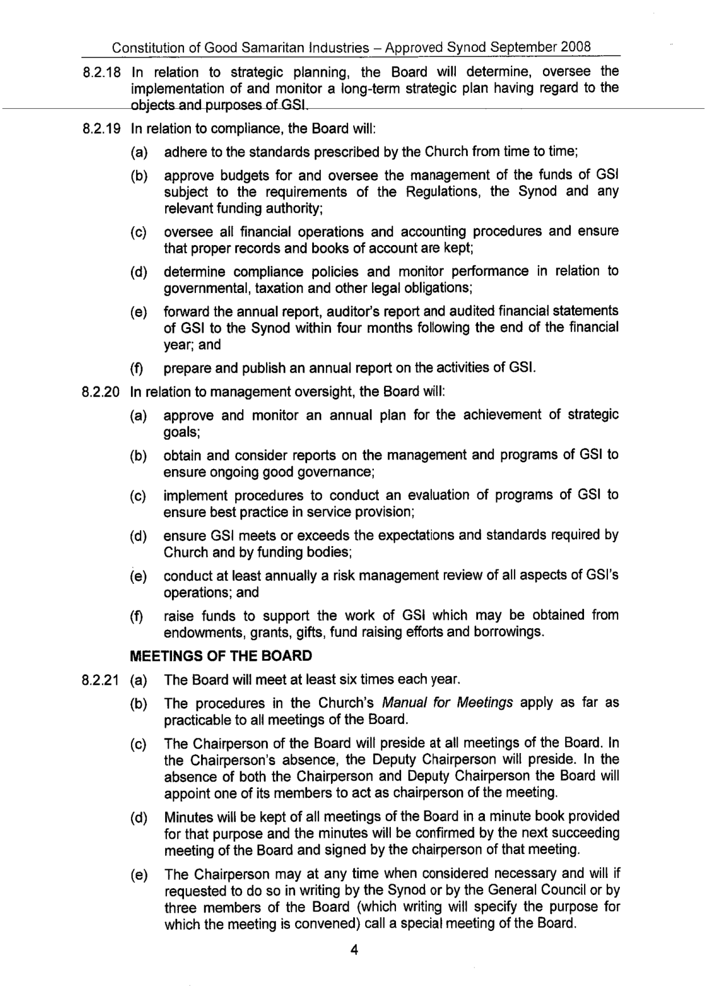 Constitution of Good Samaritan Industries – Approved Synod September 2008
8.2.18 In relation to strategic planning, the Board will determine, oversee the
implementation of and monitor a long-term strategic plan having regard to the
objects and purposes of GSI.
8.2.19 In relation to compliance, the Board will:
(a) adhere to the standards prescribed by the Church from time to time;
(b) approve budgets for and oversee the management of the funds of GSI
subject to the requirements of the Regulations, the Synod and any
relevant funding authority;
(c) oversee all financial operations and accounting procedures and ensure
that proper records and books of account are kept;
(d) determine compliance policies and monitor performance in relation to
governmental, taxation and other legal obligations;
(e) forward the annual report, auditor's report and audited financial statements
of GSI to the Synod within four months following the end of the financial
year; and
(f) prepare and publish an annual report on the activities of GSI.
8.2.20 In relation to management oversight, the Board will:
(a) approve and monitor an annual plan for the achievement of strategic
goals;
(b) obtain and consider reports on the management and programs of GSI to
ensure ongoing good governance;
(c) implement procedures to conduct an evaluation of programs of GSI to
ensure best practice in service provision;
(d) ensure GSI meets or exceeds the expectations and standards required by
Church and by funding bodies;
(e) conduct at least annually a risk management review of all aspects of GSI's
operations; and
(f) raise funds to support the work of GSI which may be obtained from
endowments, grants, gifts, fund raising efforts and borrowings.
MEETINGS OF THE BOARD
8.2.21 (a) The Board will meet at least six times each year.
(b) The procedures in the Church's Manual for Meetings apply as far as
practicable to all meetings of the Board.
(c) The Chairperson of the Board will preside at all meetings of the Board. In
the Chairperson's absence, the Deputy Chairperson will preside. In the
absence of both the Chairperson and Deputy Chairperson the Board will
appoint one of its members to act as chairperson of the meeting.
(d) Minutes will be kept of all meetings of the Board in a minute book provided
for that purpose and the minutes will be confirmed by the next succeeding
meeting of the Board and signed by the chairperson of that meeting.
(e) The Chairperson may at any time when considered necessary and will if
requested to do so in writing by the Synod or by the General Council or by
three members of the Board (which writing will specify the purpose for
which the meeting is convened) call a special meeting of the Board.
4